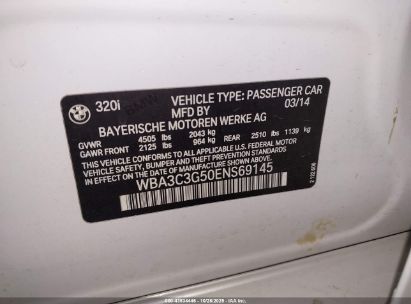 BMW
320i
VEHICLE TYPE: PASSENGER CAR
MFD BY
03/14
BAYERISCHE MOTOREN WERKE AG
GVWR 4505 lbs 2043 kg
GAWR FRONT 2125 lbs 964 kg REAR 2510 lbs 1139 kg
THIS VEHICLE CONFORMS TO ALL APPLICABLE U.S. FEDERAL MOTOR
VEHICLE SAFETY, BUMPER, AND THEFT PREVENTION STANDARDS IN
EFFECT ON THE DATE OF MANUFACTURE SHOWN ABOVE.
WBA3C3G50ENS69145